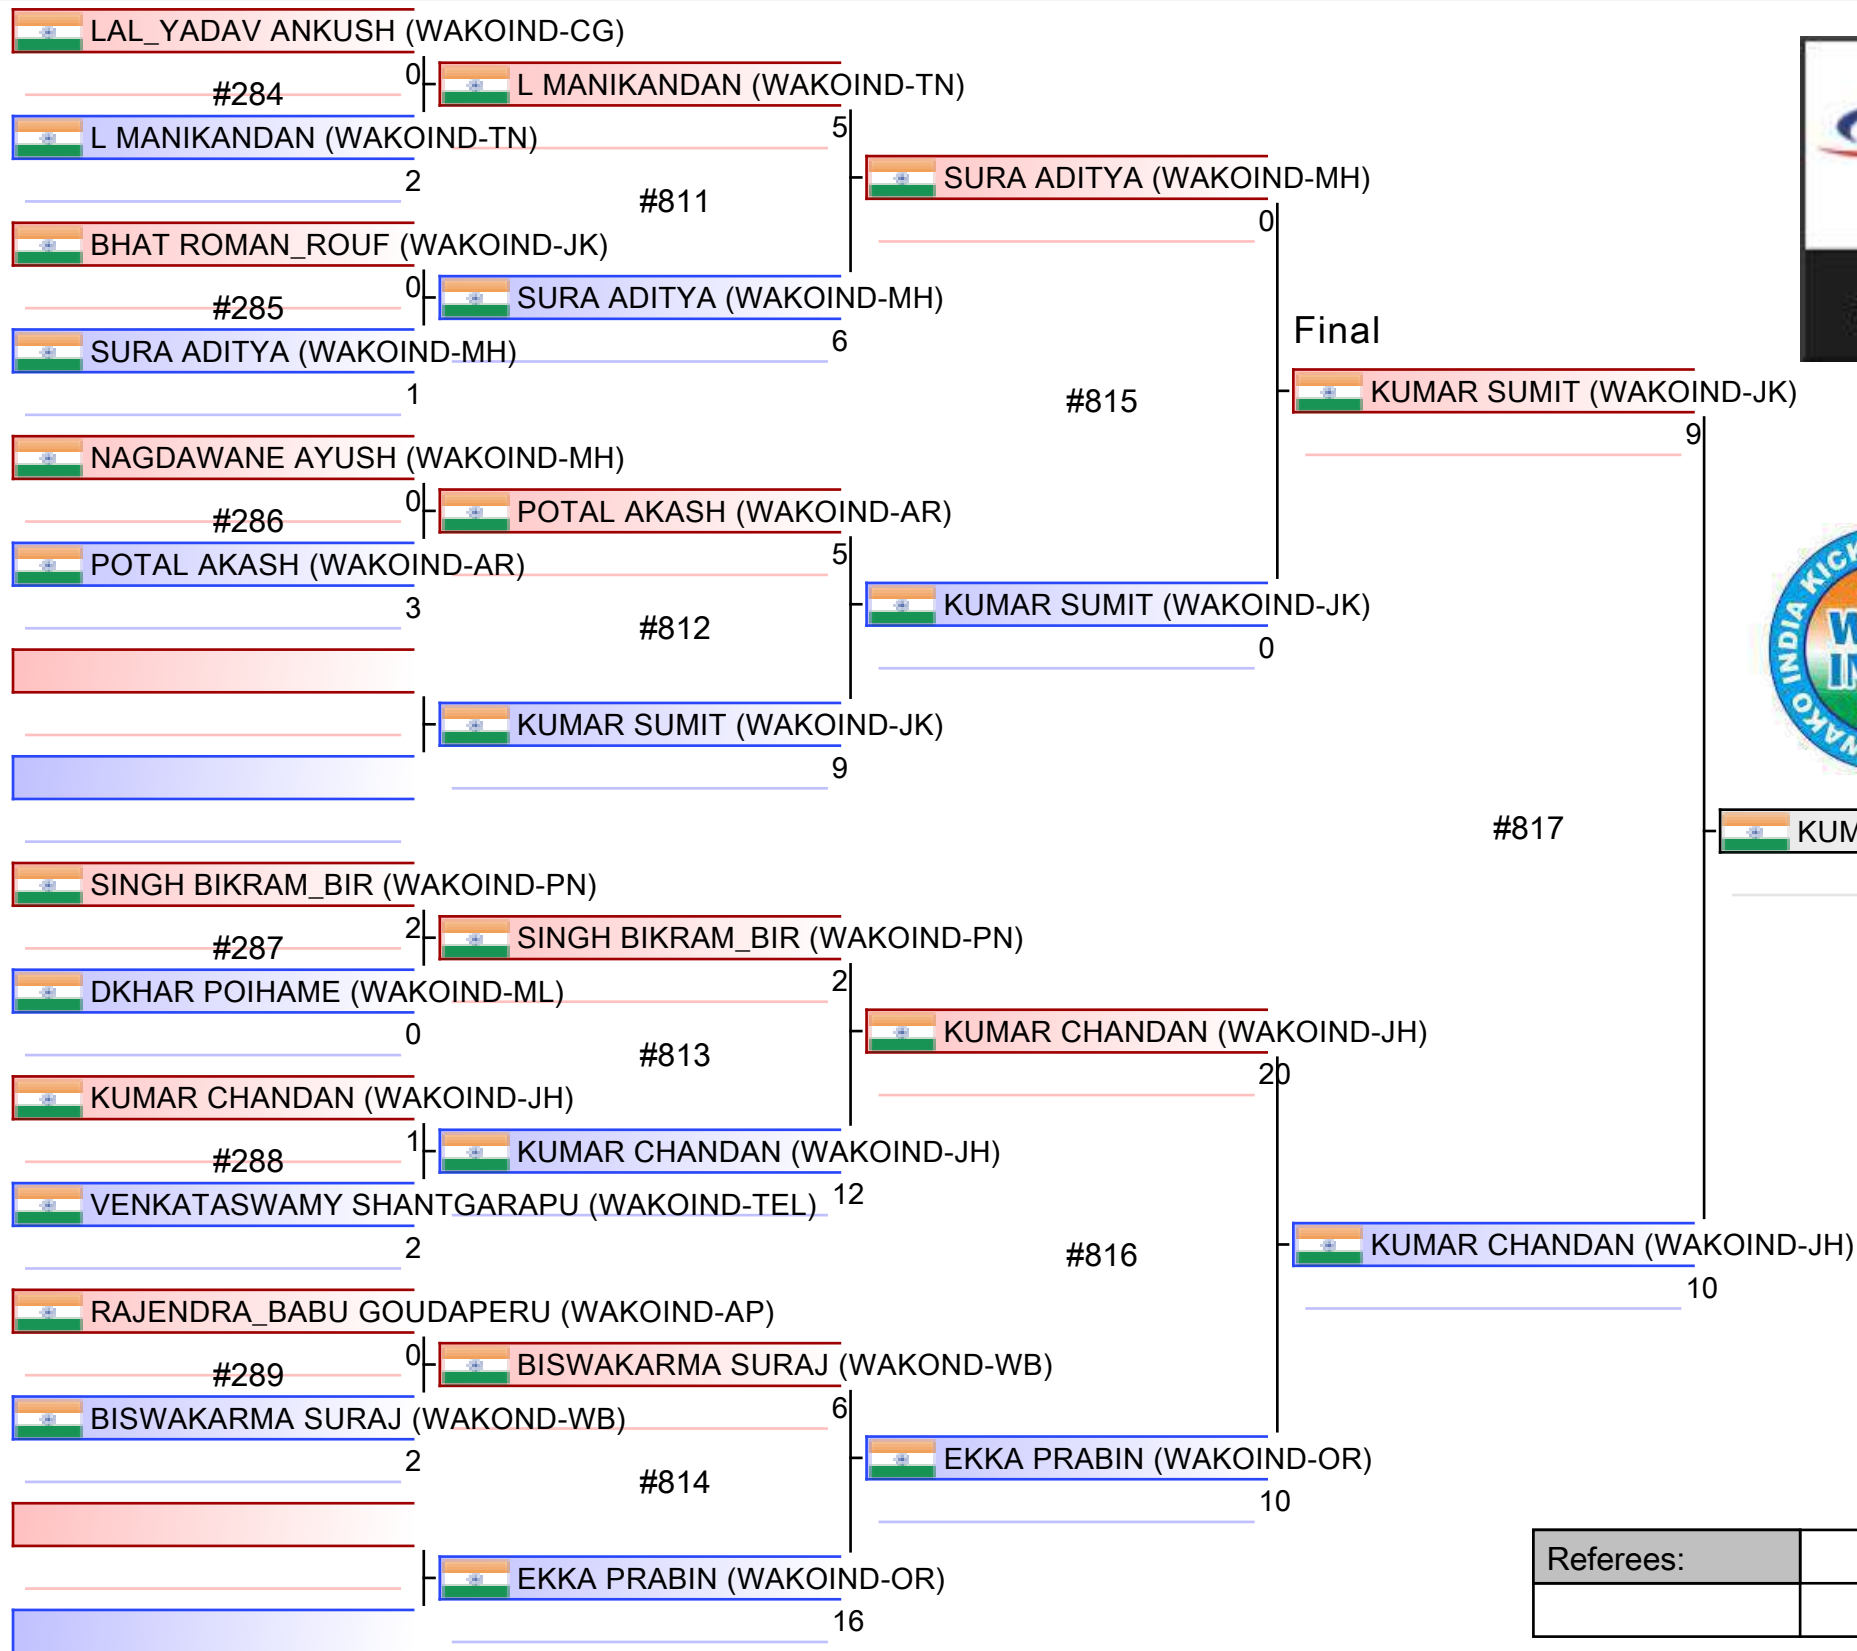 LAL_YADAV ANKUSH (WAKOIND-CG)
0
#284
L MANIKANDAN (WAKOIND-TN)
L MANIKANDAN (WAKOIND-TN)
5
2
#811
SURA ADITYA (WAKOIND-MH)
0
BHAT ROMAN_ROUF (WAKOIND-JK)
0
#285
SURA ADITYA (WAKOIND-MH)
SURA ADITYA (WAKOIND-MH)
6
1
Final
#815
KUMAR SUMIT (WAKOIND-JK)
9
NAGDAWANE AYUSH (WAKOIND-MH)
0
#286
POTAL AKASH (WAKOIND-AR)
POTAL AKASH (WAKOIND-AR)
5
3
#812
KUMAR SUMIT (WAKOIND-JK)
0
KUMAR SUMIT (WAKOIND-JK)
9
WAKO INDIA KICK
#817
KUM
SINGH BIKRAM_BIR (WAKOIND-PN)
2
#287
SINGH BIKRAM_BIR (WAKOIND-PN)
DKHAR POIHAME (WAKOIND-ML)
2
0
#813
KUMAR CHANDAN (WAKOIND-JH)
20
KUMAR CHANDAN (WAKOIND-JH)
1
#288
KUMAR CHANDAN (WAKOIND-JH)
VENKATASWAMY SHANTGARAPU (WAKOIND-TEL)
12
2
#816
KUMAR CHANDAN (WAKOIND-JH)
10
RAJENDRA_BABU GOUDAPERU (WAKOIND-AP)
0
#289
BISWAKARMA SURAJ (WAKOND-WB)
BISWAKARMA SURAJ (WAKOND-WB)
6
2
#814
EKKA PRABIN (WAKOIND-OR)
10
EKKA PRABIN (WAKOIND-OR)
16
Referees: